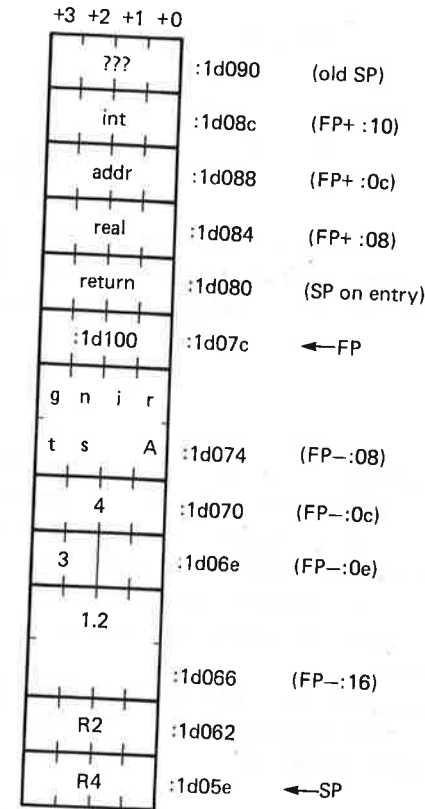 +3 +2 +1 +0
??? :1d090 (old SP)
int :1d08c (FP+ :10)
addr :1d088 (FP+ :0c)
real :1d084 (FP+ :08)
return :1d080 (SP on entry)
:1d100 :1d07c ←FP
g n i r
t s A :1d074 (FP–:08)
4 :1d070 (FP–:0c)
3 :1d06e (FP–:0e)
1.2
:1d066 (FP–:16)
R2 :1d062
R4 :1d05e ←SP